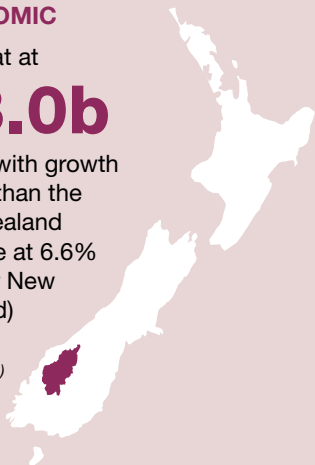 OMIC
at at
3.0b
with growth
than the
ealand
e at 6.6%
New
d)
)